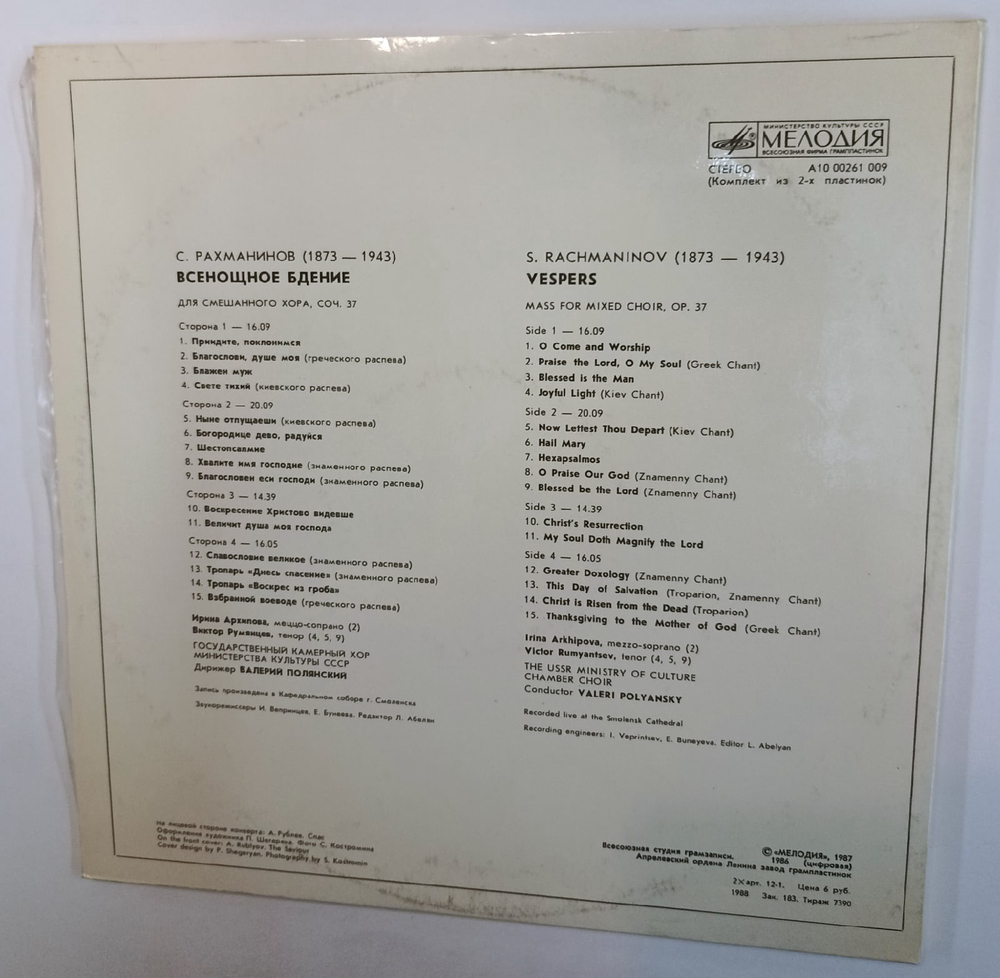 МИНИСТЕРСТВО КУЛЬТУРЫ СССР
МЕЛОДИЯ
ВСЕСОЮЗНАЯ ФИРМА ГРАМПЛАСТИНОК
СТЕРЕО А10 00261 009
(Комплект из 2-х пластинок)
С. РАХМАНИНОВ (1873 — 1943)
ВСЕНОЩНОЕ БДЕНИЕ
ДЛЯ СМЕШАННОГО ХОРА, СОЧ. 37
Сторона 1 — 16.09
1. Приидите, поклонимся
2. Благослови, душе моя (греческого распева)
3. Блажен муж
4. Свете тихий (киевского распева)
Сторона 2 — 20.09
5. Ныне отпущаеши (киевского распева)
6. Богородице дево, радуйся
7. Шестопсалмие
8. Хвалите имя господне (знаменного распева)
9. Благословен еси господи (знаменного распева)
Сторона 3 — 14.39
10. Воскресение Христово видевше
11. Величит душа моя господа
Сторона 4 — 16.05
12. Славословие великое (знаменного распева)
13. Тропарь «Днесь спасение» (знаменного распева)
14. Тропарь «Воскрес из гроба»
15. Взбранной воеводе (греческого распева)
Ирина Архипова, меццо-сопрано (2)
Виктор Румянцев, тенор (4, 5, 9)
ГОСУДАРСТВЕННЫЙ КАМЕРНЫЙ ХОР
МИНИСТЕРСТВА КУЛЬТУРЫ СССР
Дирижер ВАЛЕРИЙ ПОЛЯНСКИЙ
Запись произведена в Кафедральном соборе г. Смоленска
Звукорежиссеры И. Вепринцев, Е. Бунеева. Редактор Л. Абелян
S. RACHMANINOV (1873 — 1943)
VESPERS
MASS FOR MIXED CHOIR, OP. 37
Side 1 — 16.09
1. O Come and Worship
2. Praise the Lord, O My Soul (Greek Chant)
3. Blessed is the Man
4. Joyful Light (Kiev Chant)
Side 2 — 20.09
5. Now Lettest Thou Depart (Kiev Chant)
6. Hail Mary
7. Hexapsalmos
8. O Praise Our God (Znamenny Chant)
9. Blessed be the Lord (Znamenny Chant)
Side 3 — 14.39
10. Christ's Resurrection
11. My Soul Doth Magnify the Lord
Side 4 — 16.05
12. Greater Doxology (Znamenny Chant)
13. This Day of Salvation (Troparion, Znamenny Chant)
14. Christ is Risen from the Dead (Troparion)
15. Thanksgiving to the Mother of God (Greek Chant)
Irina Arkhipova, mezzo-soprano (2)
Victor Rumyantsev, tenor (4, 5, 9)
THE USSR MINISTRY OF CULTURE
CHAMBER CHOIR
Conductor VALERI POLYANSKY
Recorded live at the Smolensk Cathedral
Recording engineers: I. Veprintsev, E. Buneyeva. Editor L. Abelyan
На лицевой стороне конверта: А. Рублев. Спас
Оформление художника П. Шегеряна. Фото С. Костромина
On the front cover: A. Rublyov. The Saviour
Cover design by P. Shegeryan. Photography by S. Kostromin
Всесоюзная студия грамзаписи. © «МЕЛОДИЯ», 1987
1986 (цифровая)
Апрелевский ордена Ленина завод грампластинок
2×арт. 12-1. Цена 6 руб.
1988 Зак. 183. Тираж 7190